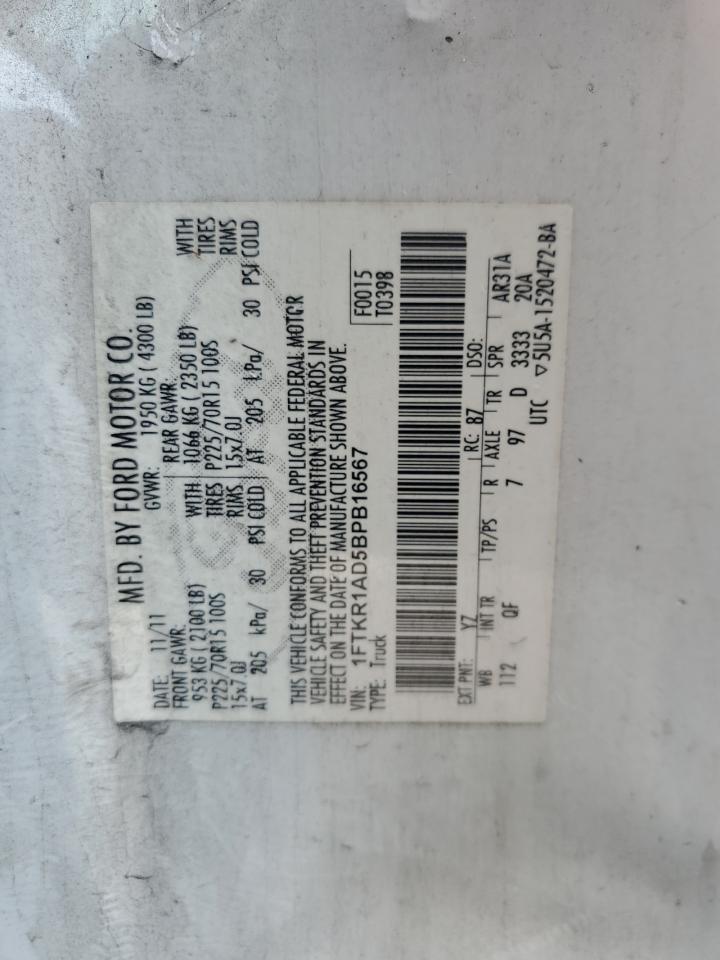 MFD. BY FORD MOTOR CO.
DATE: 11/11 GVWR: 1950 KG ( 4300 LB)
FRONT GAWR: REAR GAWR: WITH
953 KG ( 2100 LB) WITH 1066 KG ( 2350 LB) TIRES
P225/70R15 100S TIRES P225/70R15 100S RIMS
15x7.0J RIMS 15x7.0J
AT 205 kPa/ 30 PSI COLD AT 205 kPa/ 30 PSI COLD
THIS VEHICLE CONFORMS TO ALL APPLICABLE FEDERAL MOTOR
VEHICLE SAFETY AND THEFT PREVENTION STANDARDS IN
EFFECT ON THE DATE OF MANUFACTURE SHOWN ABOVE.
VIN: 1FTKR1AD5BPB16567 F0015
TYPE: Truck T0398
EXT PNT: YZ RC: 87 DSO:
WB INT TR TP/PS R AXLE TR SPR AR31A
112 QF 7 97 D 3333 20A
UTC ▽5U5A-1520472-BA